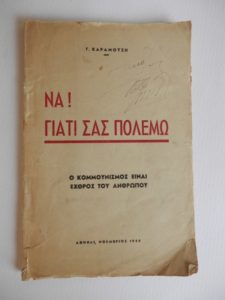 Γ. ΚΑΡΑΜΟΥΖΗ
ΝΑ!
ΓΙΑΤΙ ΣΑΣ ΠΟΛΕΜΩ
Ο ΚΟΜΜΟΥΝΙΣΜΟΣ ΕΙΝΑΙ
ΕΧΘΡΟΣ ΤΟΥ ΑΝΘΡΩΠΟΥ
ΑΘΗΝΑΙ, ΝΟΕΜΒΡΙΟΣ